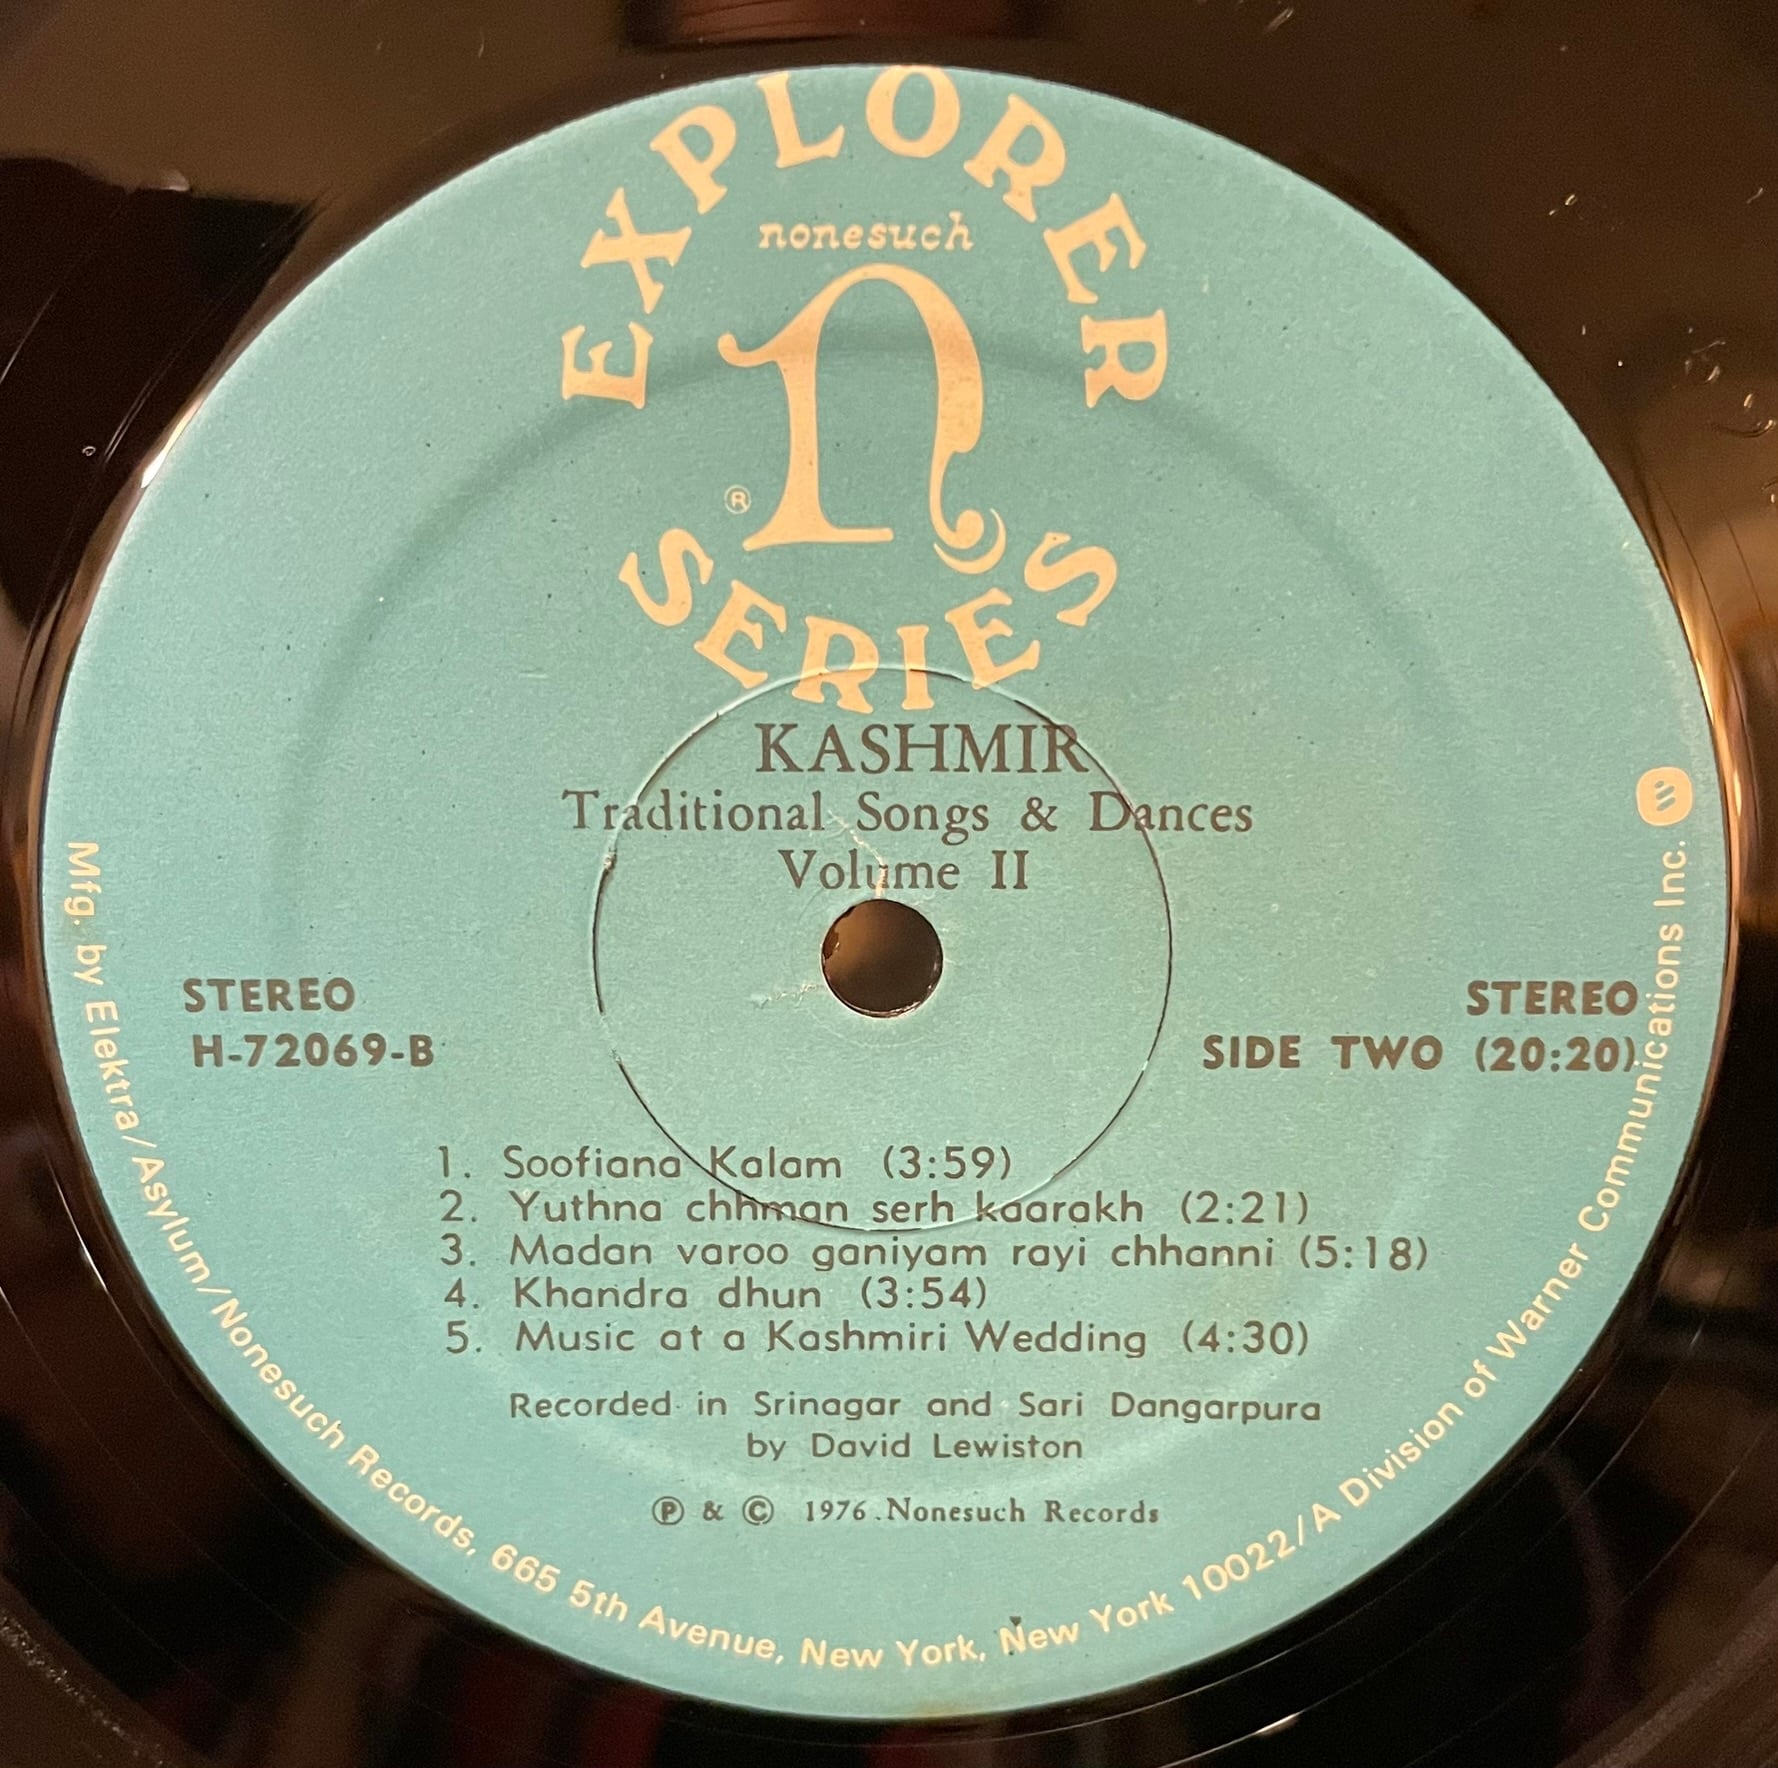 EXPLORER
nonesuch
n
®
SERIES
KASHMIR
Traditional Songs & Dances
Volume II
STEREO
H-72069-B
STEREO
SIDE TWO (20:20)
1. Soofiana Kalam (3:59)
2. Yuthna chhman serh kaarakh (2:21)
3. Madan varoo ganiyam rayi chhanni (5:18)
4. Khandra dhun (3:54)
5. Music at a Kashmiri Wedding (4:30)
Recorded in Srinagar and Sari Dangarpura
by David Lewiston
℗ & © 1976 . Nonesuch Records
Mfg. by Elektra/Asylum/Nonesuch Records, 665 5th Avenue, New York, New York 10022/A Division of Warner Communications Inc.